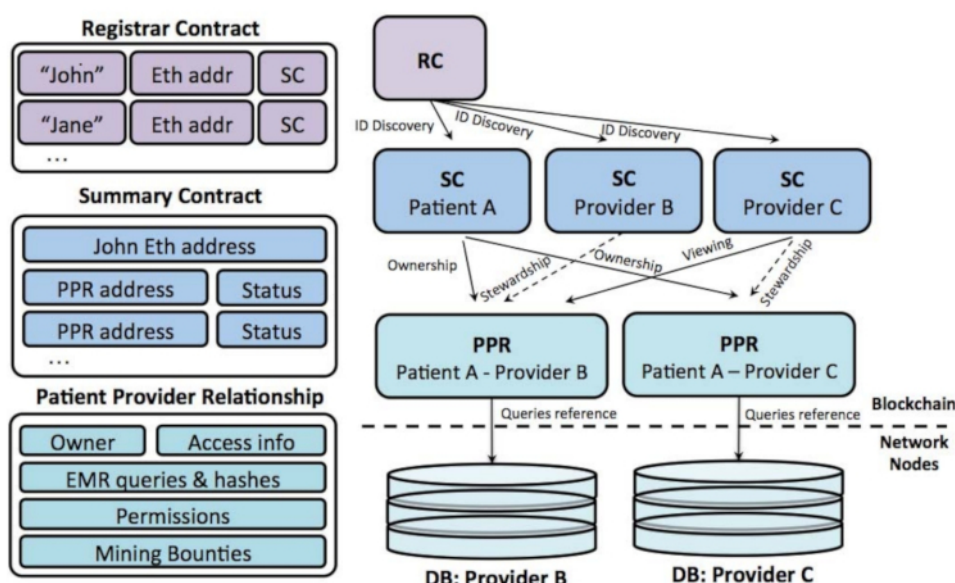 Registrar Contract
“John” Eth addr SC
“Jane” Eth addr SC
...
Summary Contract
John Eth address
PPR address Status
PPR address Status
...
Patient Provider Relationship
Owner Access info
EMR queries & hashes
Permissions
Mining Bounties
RC
ID Discovery ID Discovery ID Discovery
SC SC SC
Patient A Provider B Provider C
Ownership Stewardship Ownership Viewing Stewardship
PPR PPR
Patient A - Provider B Patient A – Provider C
Queries reference Queries reference Blockchain
Network
Nodes
DB: Provider B DB: Provider C